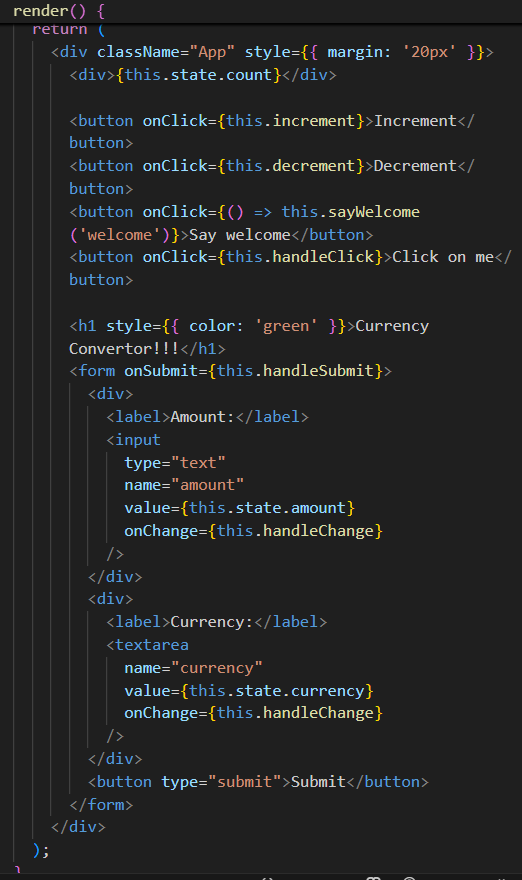 render() {
return (
<div className="App" style={{ margin: '20px' }}>
<div>{this.state.count}</div>
<button onClick={this.increment}>Increment</
button>
<button onClick={this.decrement}>Decrement</
button>
<button onClick={() => this.sayWelcome
('welcome')}>Say welcome</button>
<button onClick={this.handleClick}>Click on me</
button>
<h1 style={{ color: 'green' }}>Currency
Convertor!!!</h1>
<form onSubmit={this.handleSubmit}>
<div>
<label>Amount:</label>
<input
type="text"
name="amount"
value={this.state.amount}
onChange={this.handleChange}
/>
</div>
<div>
<label>Currency:</label>
<textarea
name="currency"
value={this.state.currency}
onChange={this.handleChange}
/>
</div>
<button type="submit">Submit</button>
</form>
</div>
);
}